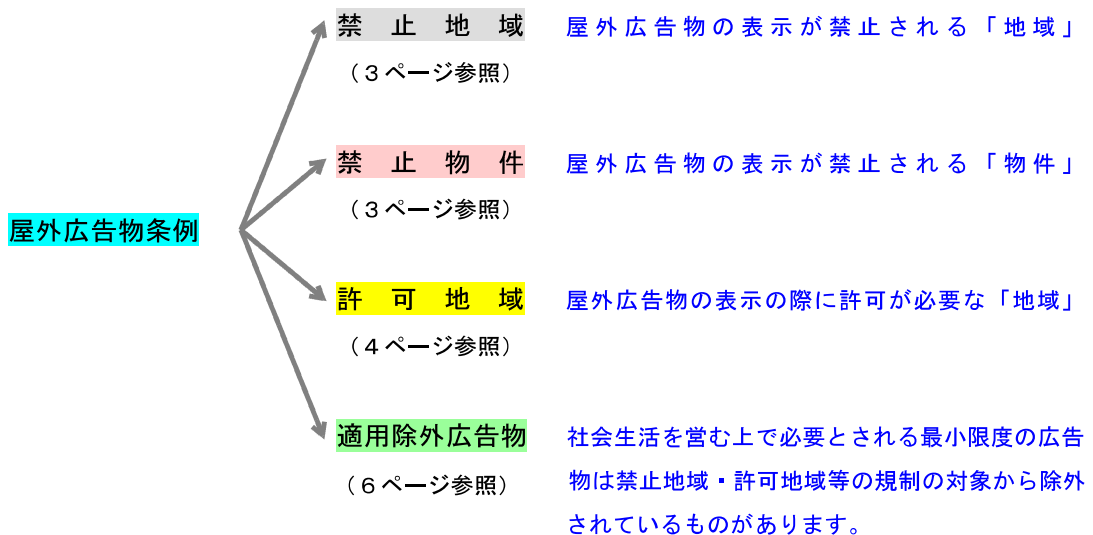 禁止地域 屋外広告物の表示が禁止される「地域」
（３ページ参照）
禁止物件 屋外広告物の表示が禁止される「物件」
（３ページ参照）
屋外広告物条例
許可地域 屋外広告物の表示の際に許可が必要な「地域」
（４ページ参照）
適用除外広告物 社会生活を営む上で必要とされる最小限度の広告
（６ページ参照） 物は禁止地域・許可地域等の規制の対象から除外
されているものがあります。